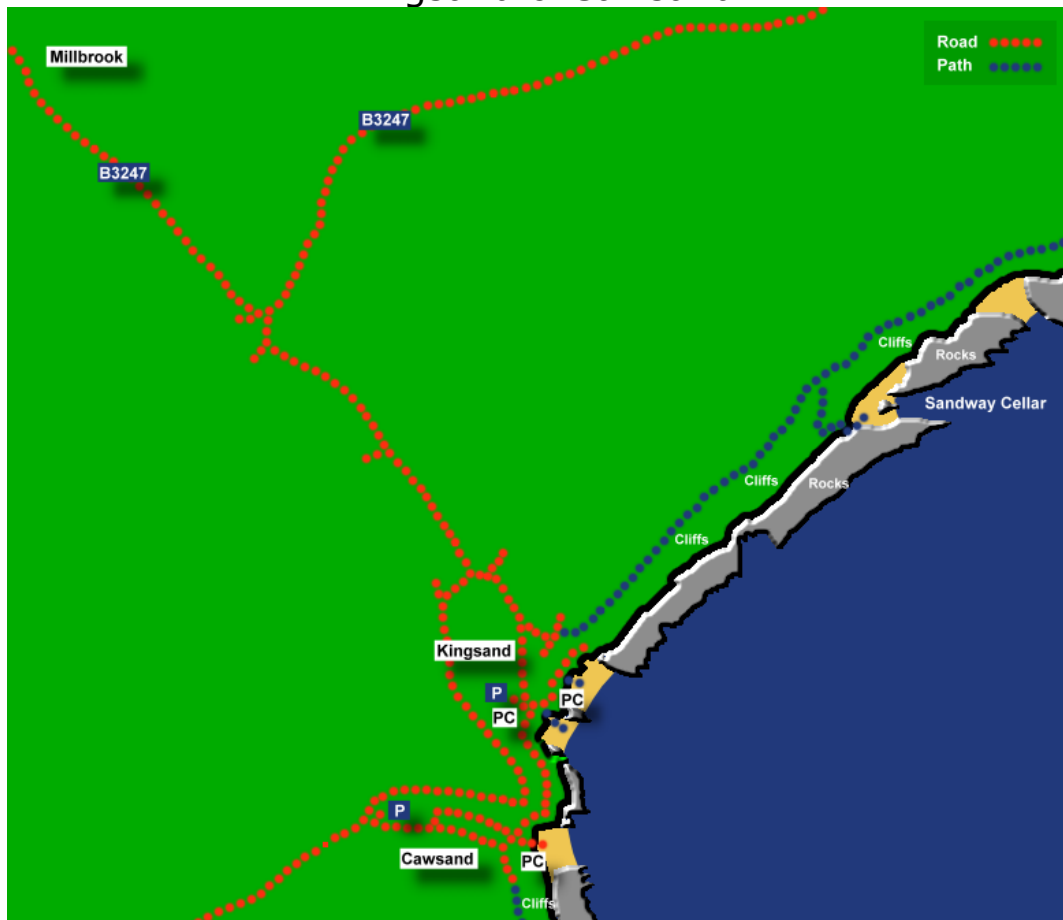 Millbrook
Road
Path
B3247
B3247
Cliffs
Rocks
Sandway Cellar
Cliffs
Rocks
Cliffs
Kingsand
P
PC
PC
P
Cawsand
PC
Cliffs